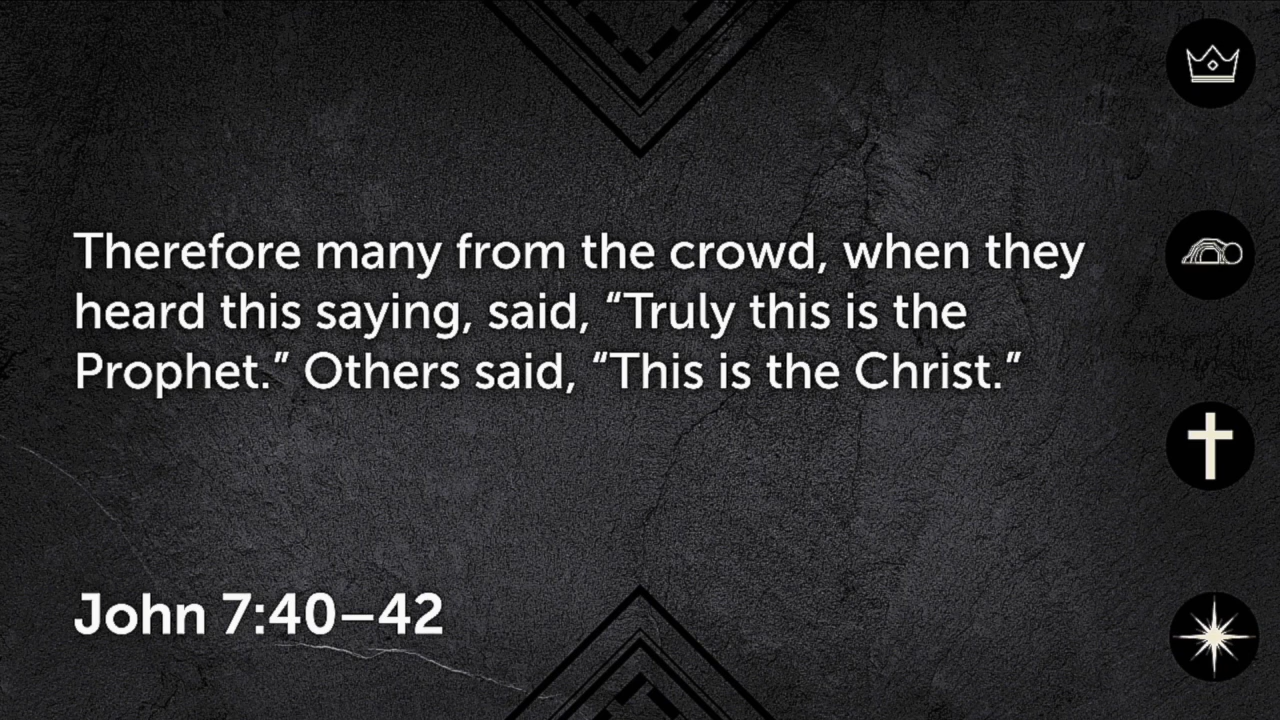 Therefore many from the crowd, when they
heard this saying, said, “Truly this is the
Prophet.” Others said, “This is the Christ.”
John 7:40–42